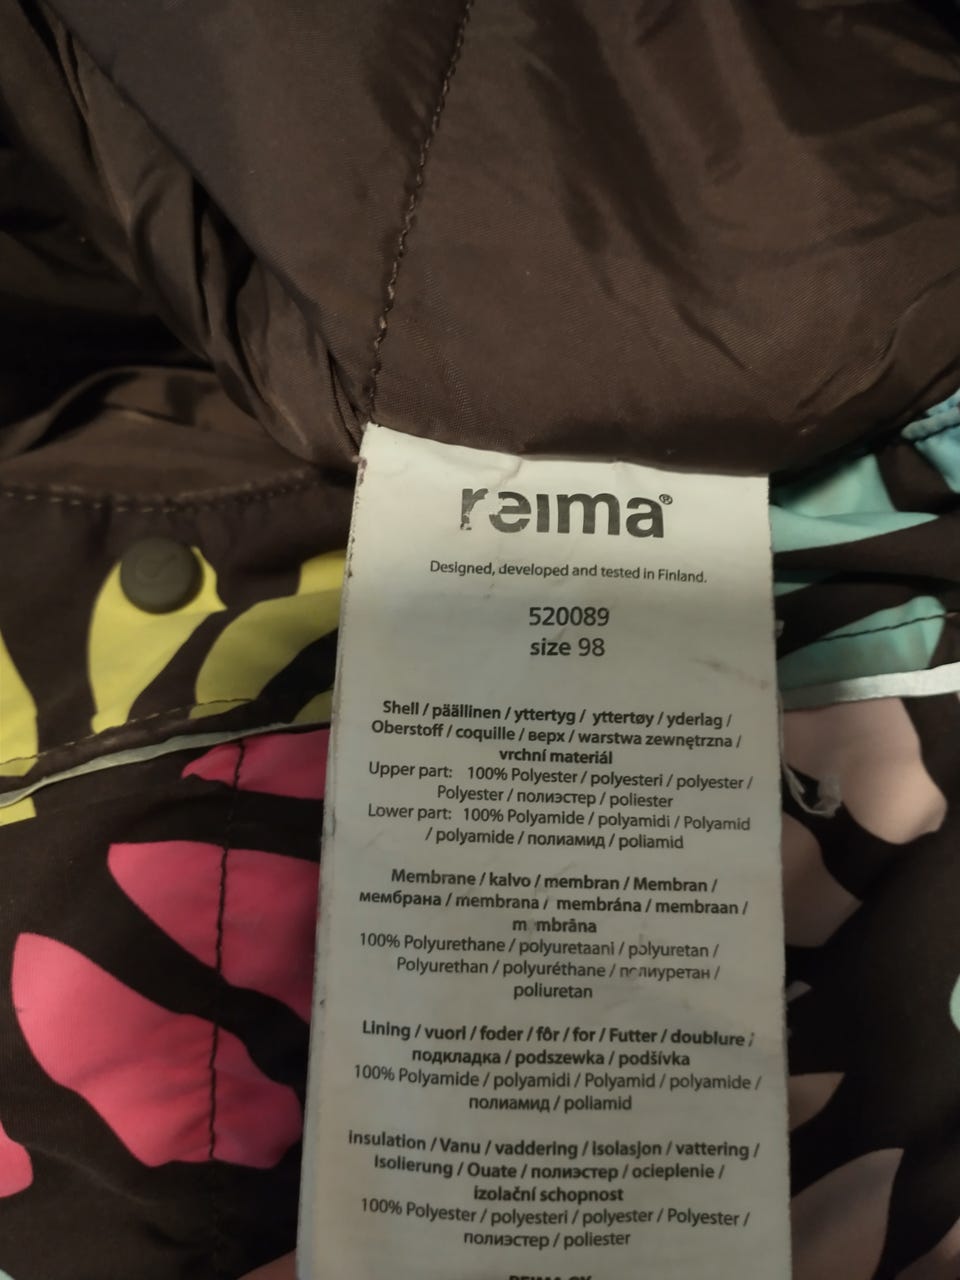 reima®
Designed, developed and tested in Finland.
520089
size 98
Shell / päällinen / yttertyg / yttertøy / yderlag /
Oberstoff / coquille / верх / warstwa zewnętrzna /
vrchní materiál
Upper part: 100% Polyester / polyesteri / polyester /
Polyester / полиэстер / poliester
Lower part: 100% Polyamide / polyamidi / Polyamid
/ polyamide / полиамид / poliamid
Membrane / kalvo / membran / Membran /
мембрана / membrana / membrána / membraan /
membrāna
100% Polyurethane / polyuretaani / polyuretan /
Polyurethan / polyuréthane / полиуретан /
poliuretan
Lining / vuori / foder / fôr / for / Futter / doublure /
подкладка / podszewka / podšívka
100% Polyamide / polyamidi / Polyamid / polyamide /
полиамид / poliamid
Insulation / Vanu / vaddering / Isolasjon / vattering /
Isolierung / Ouate / полиэстер / ocieplenie /
izolační schopnost
100% Polyester / polyesteri / polyester / Polyester /
полиэстер / poliester